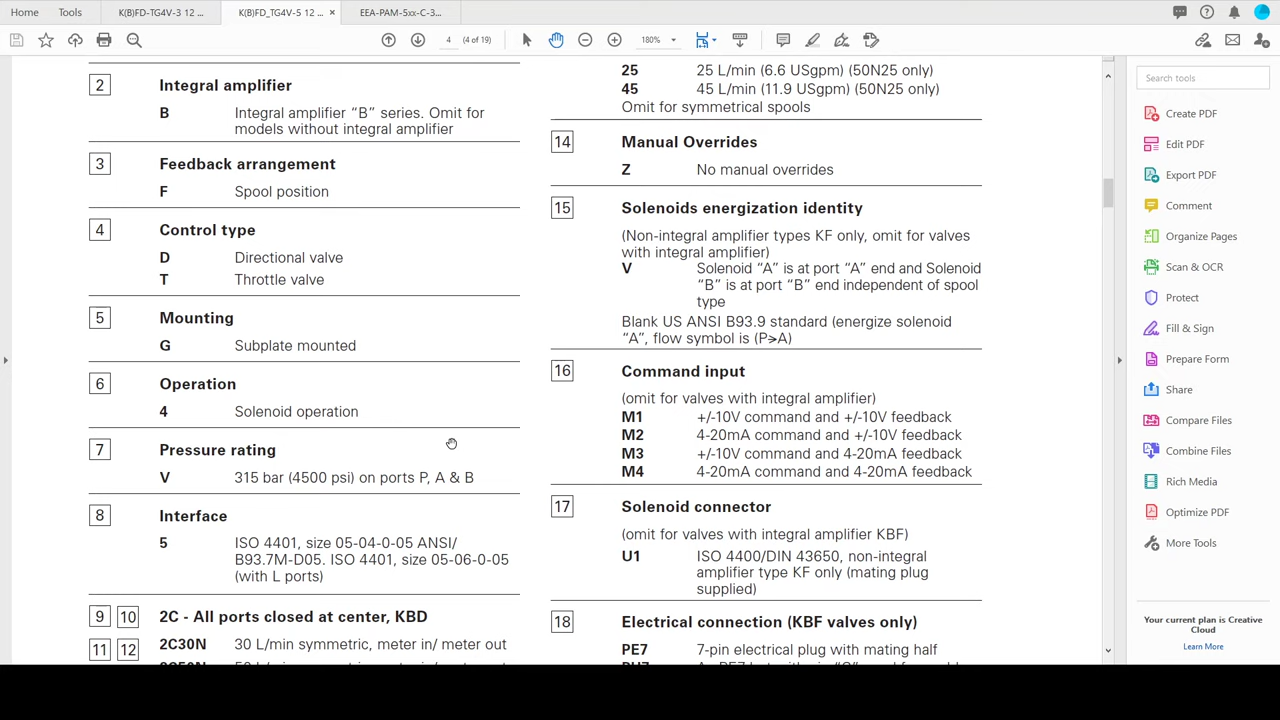 Home
Tools
K(B)FD-TG4V-3 12 ...
K(B)FD_TG4V-5 12 ...
×
EEA-PAM-5xx-C-3...
4
(4 of 19)
180%
2
Integral amplifier
B
Integral amplifier “B” series. Omit for
models without integral amplifier
3
Feedback arrangement
F
Spool position
4
Control type
D
Directional valve
T
Throttle valve
5
Mounting
G
Subplate mounted
6
Operation
4
Solenoid operation
7
Pressure rating
V
315 bar (4500 psi) on ports P, A & B
8
Interface
5
ISO 4401, size 05-04-0-05 ANSI/
B93.7M-D05. ISO 4401, size 05-06-0-05
(with L ports)
9 10
2C - All ports closed at center, KBD
11 12
2C30N
30 L/min symmetric, meter in/ meter out
25
25 L/min (6.6 USgpm) (50N25 only)
45
45 L/min (11.9 USgpm) (50N25 only)
Omit for symmetrical spools
14
Manual Overrides
Z
No manual overrides
15
Solenoids energization identity
(Non-integral amplifier types KF only, omit for valves
with integral amplifier)
V
Solenoid “A” is at port “A” end and Solenoid
“B” is at port “B” end independent of spool
type
Blank US ANSI B93.9 standard (energize solenoid
“A”, flow symbol is (P>A)
16
Command input
(omit for valves with integral amplifier)
M1
+/-10V command and +/-10V feedback
M2
4-20mA command and +/-10V feedback
M3
+/-10V command and 4-20mA feedback
M4
4-20mA command and 4-20mA feedback
17
Solenoid connector
(omit for valves with integral amplifier KBF)
U1
ISO 4400/DIN 43650, non-integral
amplifier type KF only (mating plug
supplied)
18
Electrical connection (KBF valves only)
PE7
7-pin electrical plug with mating half
Search tools
Create PDF
Edit PDF
Export PDF
Comment
Organize Pages
Scan & OCR
Protect
Fill & Sign
Prepare Form
Share
Compare Files
Combine Files
Rich Media
Optimize PDF
More Tools
Your current plan is Creative
Cloud
Learn More